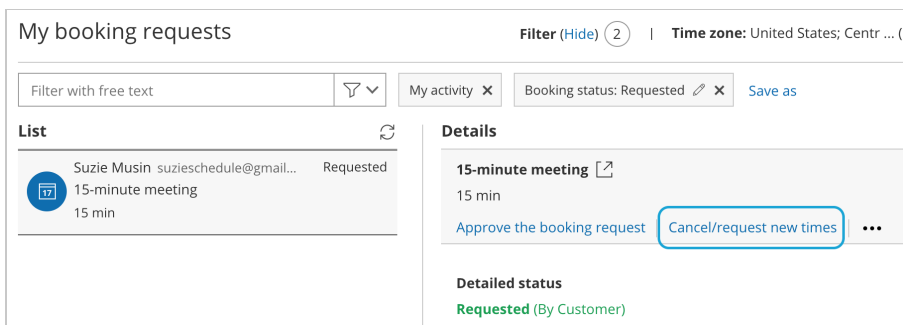 My booking requests
Filter (Hide) 2 | Time zone: United States; Centr ... (
Filter with free text
My activity
Booking status: Requested
Save as
List
Suzie Musin suzieschedule@gmail... Requested
17
15-minute meeting
15 min
Details
15-minute meeting
15 min
Approve the booking request | Cancel/request new times | •••
Detailed status
Requested (By Customer)